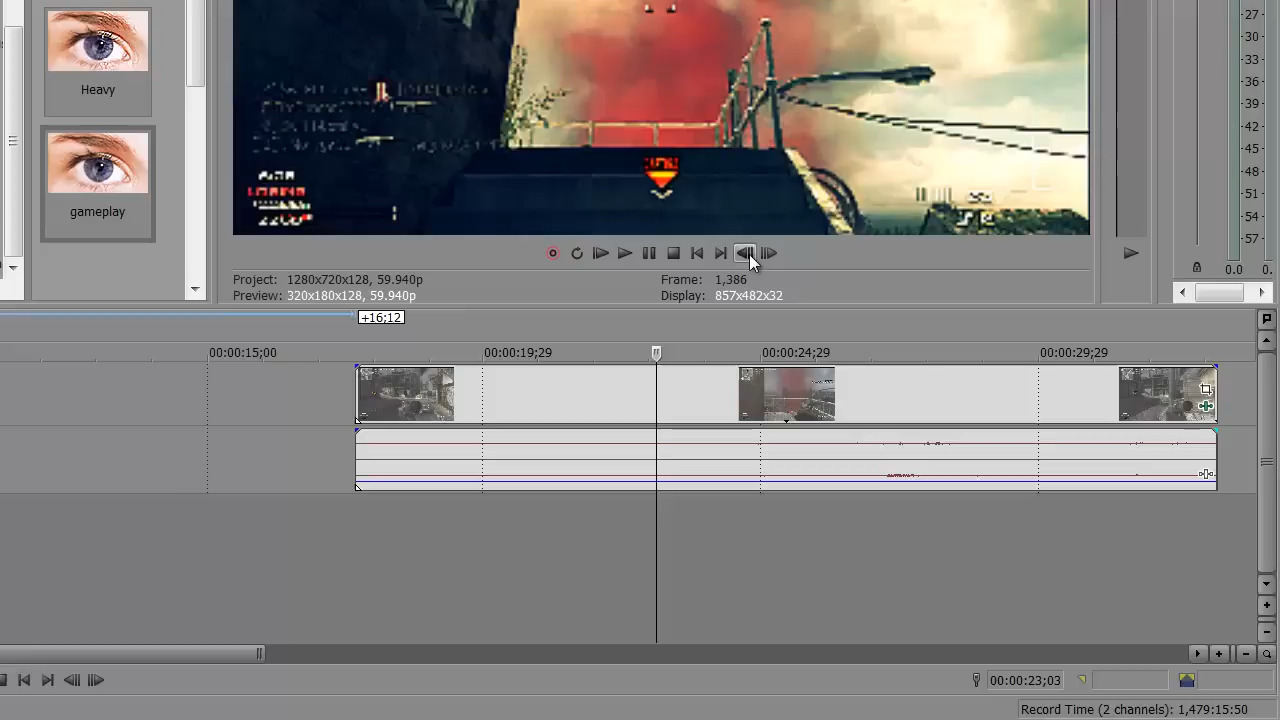 -27
-30
-33
-36
-39
-42
-45
-48
-51
-54
-57
0.0 0.
Heavy
gameplay
2200
Project: 1280x720x128, 59.940p
Preview: 320x180x128, 59.940p
Frame: 1,386
Display: 857x482x32
+16;12
00:00:15;00
00:00:19;29
00:00:24;29
00:00:29;29
00:00:23;03
Record Time (2 channels): 1,479:15:50